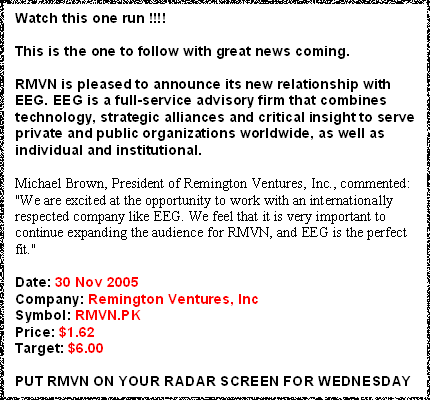 Watch this one run !!!!
This is the one to follow with great news coming.
RMVN is pleased to announce its new relationship with
EEG. EEG is a full-service advisory firm that combines
technology, strategic alliances and critical insight to serve
private and public organizations worldwide, as well as
individual and institutional.
Michael Brown, President of Remington Ventures, Inc., commented:
"We are excited at the opportunity to work with an internationally
respected company like EEG. We feel that it is very important to
continue expanding the audience for RMVN, and EEG is the perfect
fit."
Date: 30 Nov 2005
Company: Remington Ventures, Inc
Symbol: RMVN.PK
Price: $1.62
Target: $6.00
PUT RMVN ON YOUR RADAR SCREEN FOR WEDNESDAY